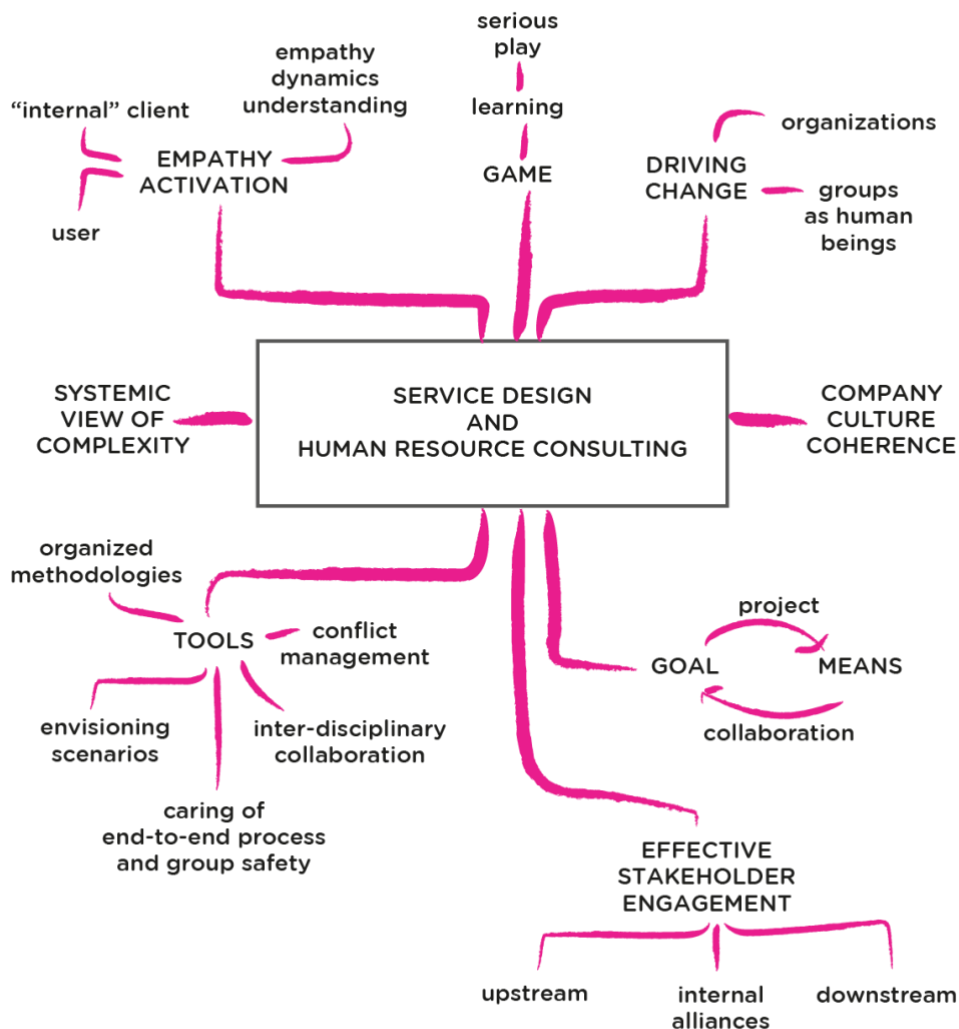 serious
play
empathy
dynamics
understanding
"internal" client
learning
organizations
EMPATHY
ACTIVATION
GAME
DRIVING
CHANGE
groups
as human
beings
user
SYSTEMIC
VIEW OF
COMPLEXITY
SERVICE DESIGN
AND
HUMAN RESOURCE CONSULTING
COMPANY
CULTURE
COHERENCE
organized
methodologies
TOOLS
conflict
management
envisioning
scenarios
inter-disciplinary
collaboration
caring of
end-to-end process
and group safety
project
GOAL
MEANS
collaboration
EFFECTIVE
STAKEHOLDER
ENGAGEMENT
upstream
internal
alliances
downstream